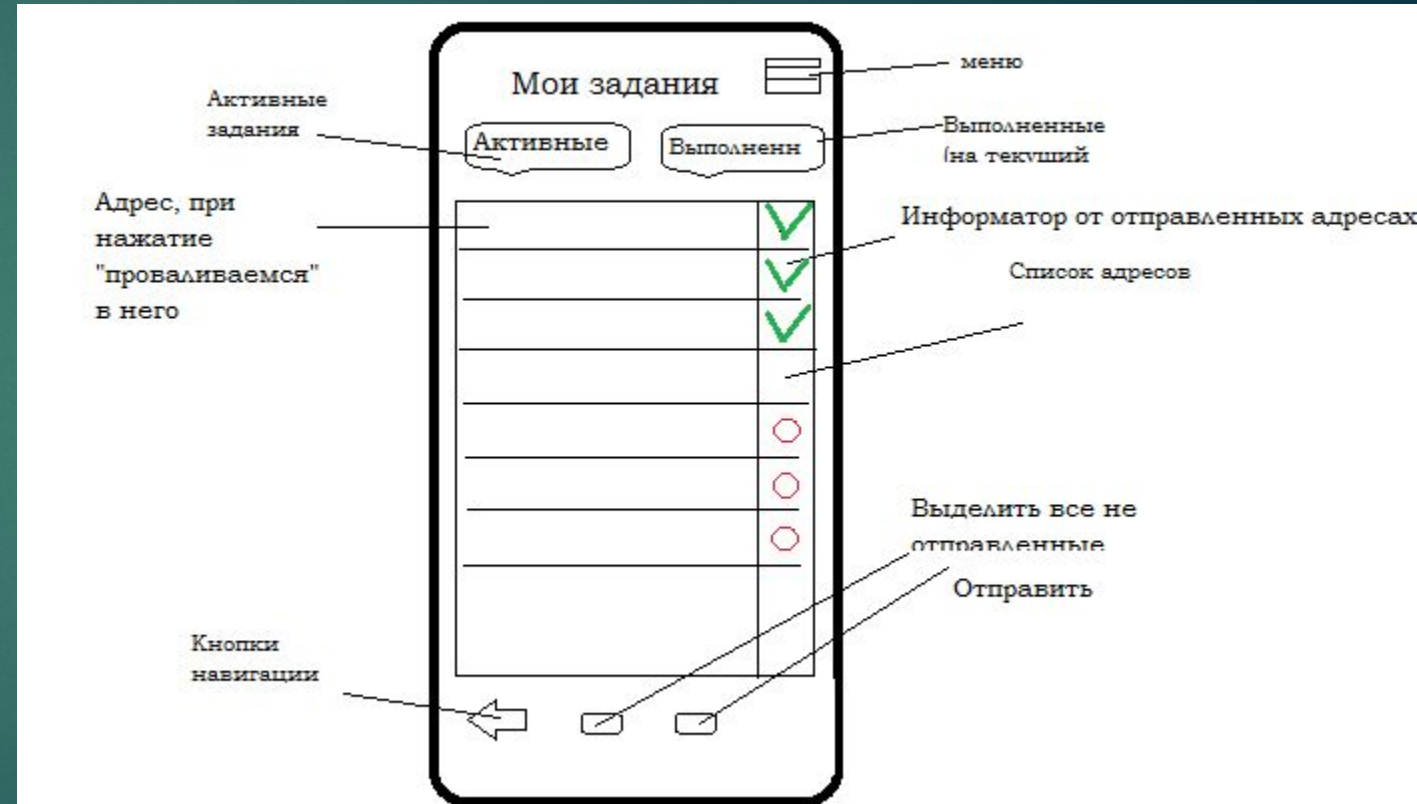 Мои задания
меню
Активные
задания
Активные
Выполненн
Выполненные
(на текущий
Адрес, при
нажатие
"проваливаемся"
в него
Информатор от отправленных адресах
Список адресов
Выделить все не
отправленные
Отправить
Кнопки
навигации